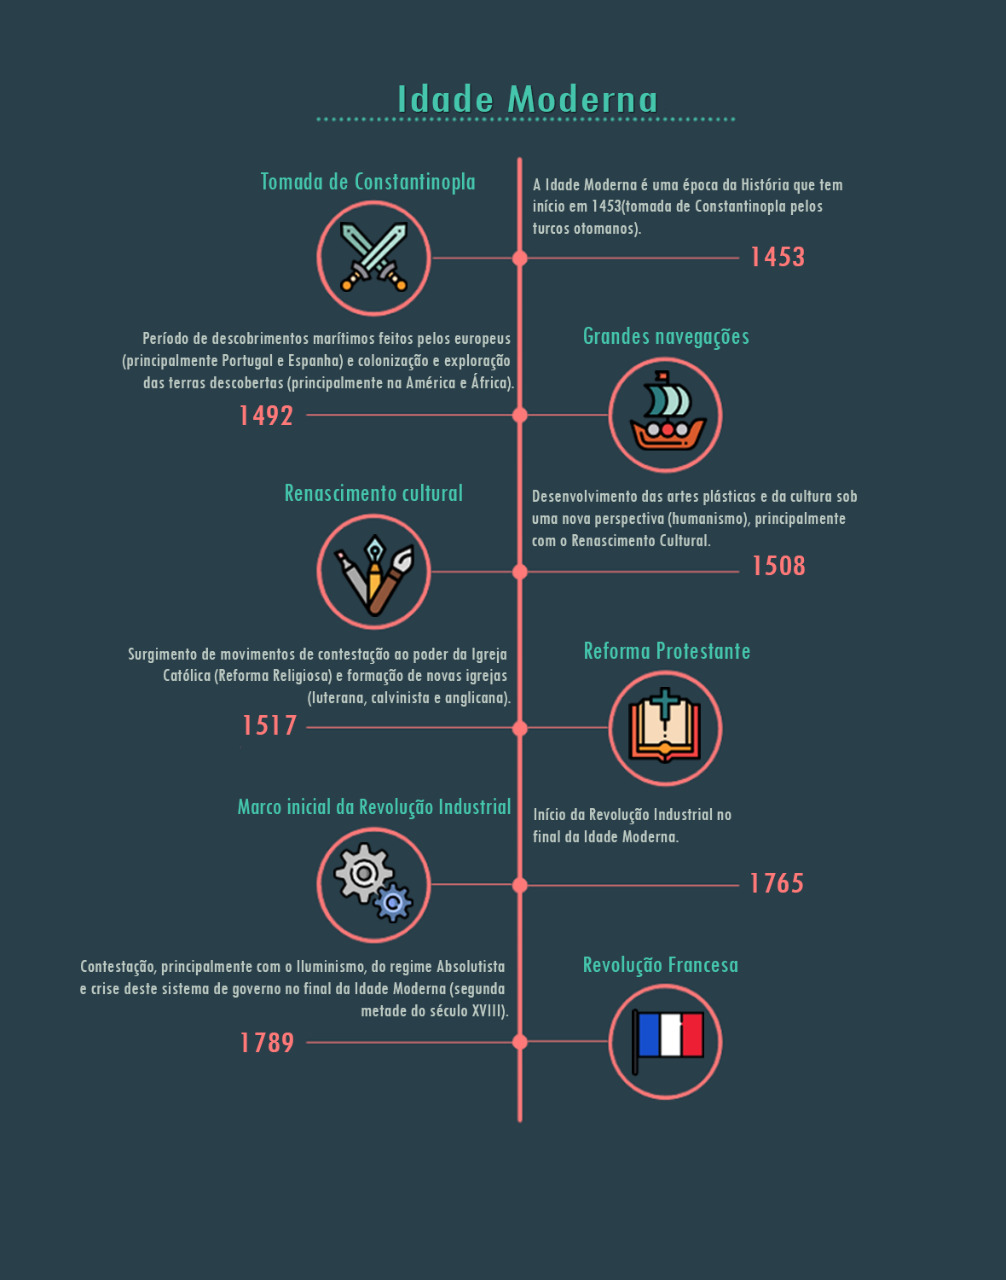 Idade Moderna
Tomada de Constantinopla
A Idade Moderna é uma época da História que tem
início em 1453(tomada de Constantinopla pelos
turcos otomanos).
1453
Grandes navegações
Período de descobrimentos marítimos feitos pelos europeus
(principalmente Portugal e Espanha) e colonização e exploração
das terras descobertas (principalmente na América e África).
1492
Renascimento cultural
Desenvolvimento das artes plásticas e da cultura sob
uma nova perspectiva (humanismo), principalmente
com o Renascimento Cultural.
1508
Reforma Protestante
Surgimento de movimentos de contestação ao poder da Igreja
Católica (Reforma Religiosa) e formação de novas igrejas
(luterana, calvinista e anglicana).
1517
Marco inicial da Revolução Industrial
Início da Revolução Industrial no
final da Idade Moderna.
1765
Revolução Francesa
Contestação, principalmente com o Iluminismo, do regime Absolutista
e crise deste sistema de governo no final da Idade Moderna (segunda
metade do século XVIII).
1789